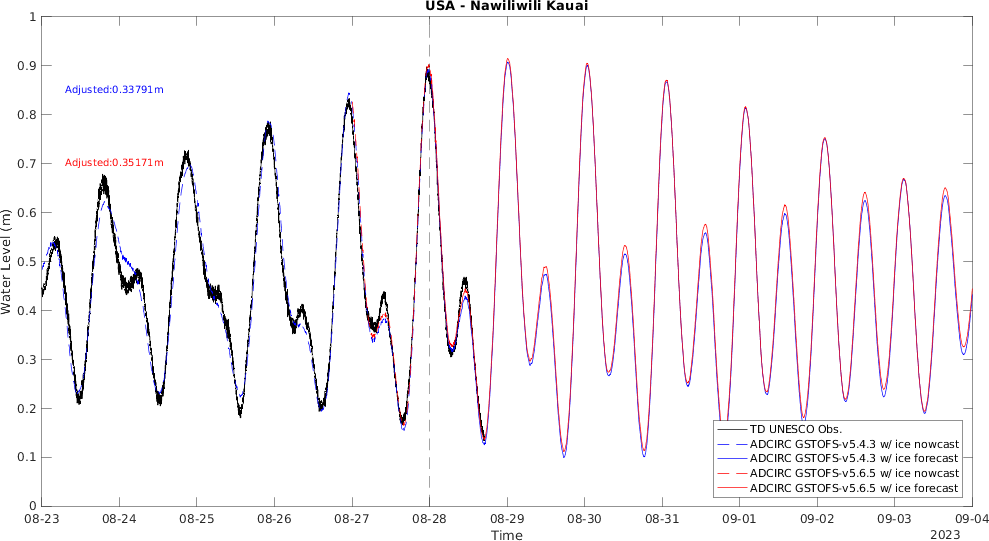 USA - Nawiliwili Kauai
1
0.9
0.8
0.7
0.6
0.5
0.4
0.3
0.2
0.1
0
Water Level (m)
Adjusted:0.33791m
Adjusted:0.35171m
TD UNESCO Obs.
ADCIRC GSTOFS-v5.4.3 w/ ice nowcast
ADCIRC GSTOFS-v5.4.3 w/ ice forecast
ADCIRC GSTOFS-v5.6.5 w/ ice nowcast
ADCIRC GSTOFS-v5.6.5 w/ ice forecast
08-23 08-24 08-25 08-26 08-27 08-28 08-29 08-30 08-31 09-01 09-02 09-03 09-04
Time
2023